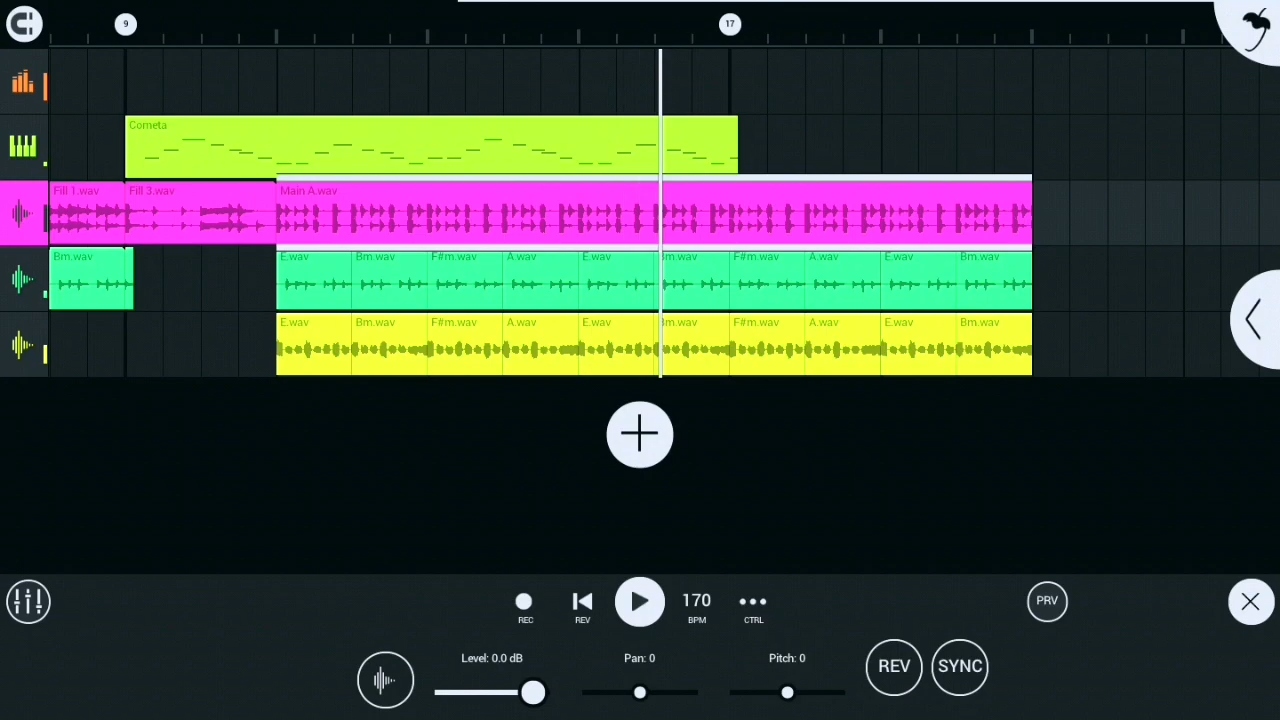 9 17
Cometa
Fill 1.wav Fill 3.wav Main A.wav
Bm.wav E.wav Bm.wav F#m.wav A.wav E.wav Bm.wav F#m.wav A.wav E.wav Bm.wav
E.wav Bm.wav F#m.wav A.wav E.wav Bm.wav F#m.wav A.wav E.wav Bm.wav
170 PRV
REC REV BPM CTRL
Level: 0.0 dB Pan: 0 Pitch: 0
REV SYNC